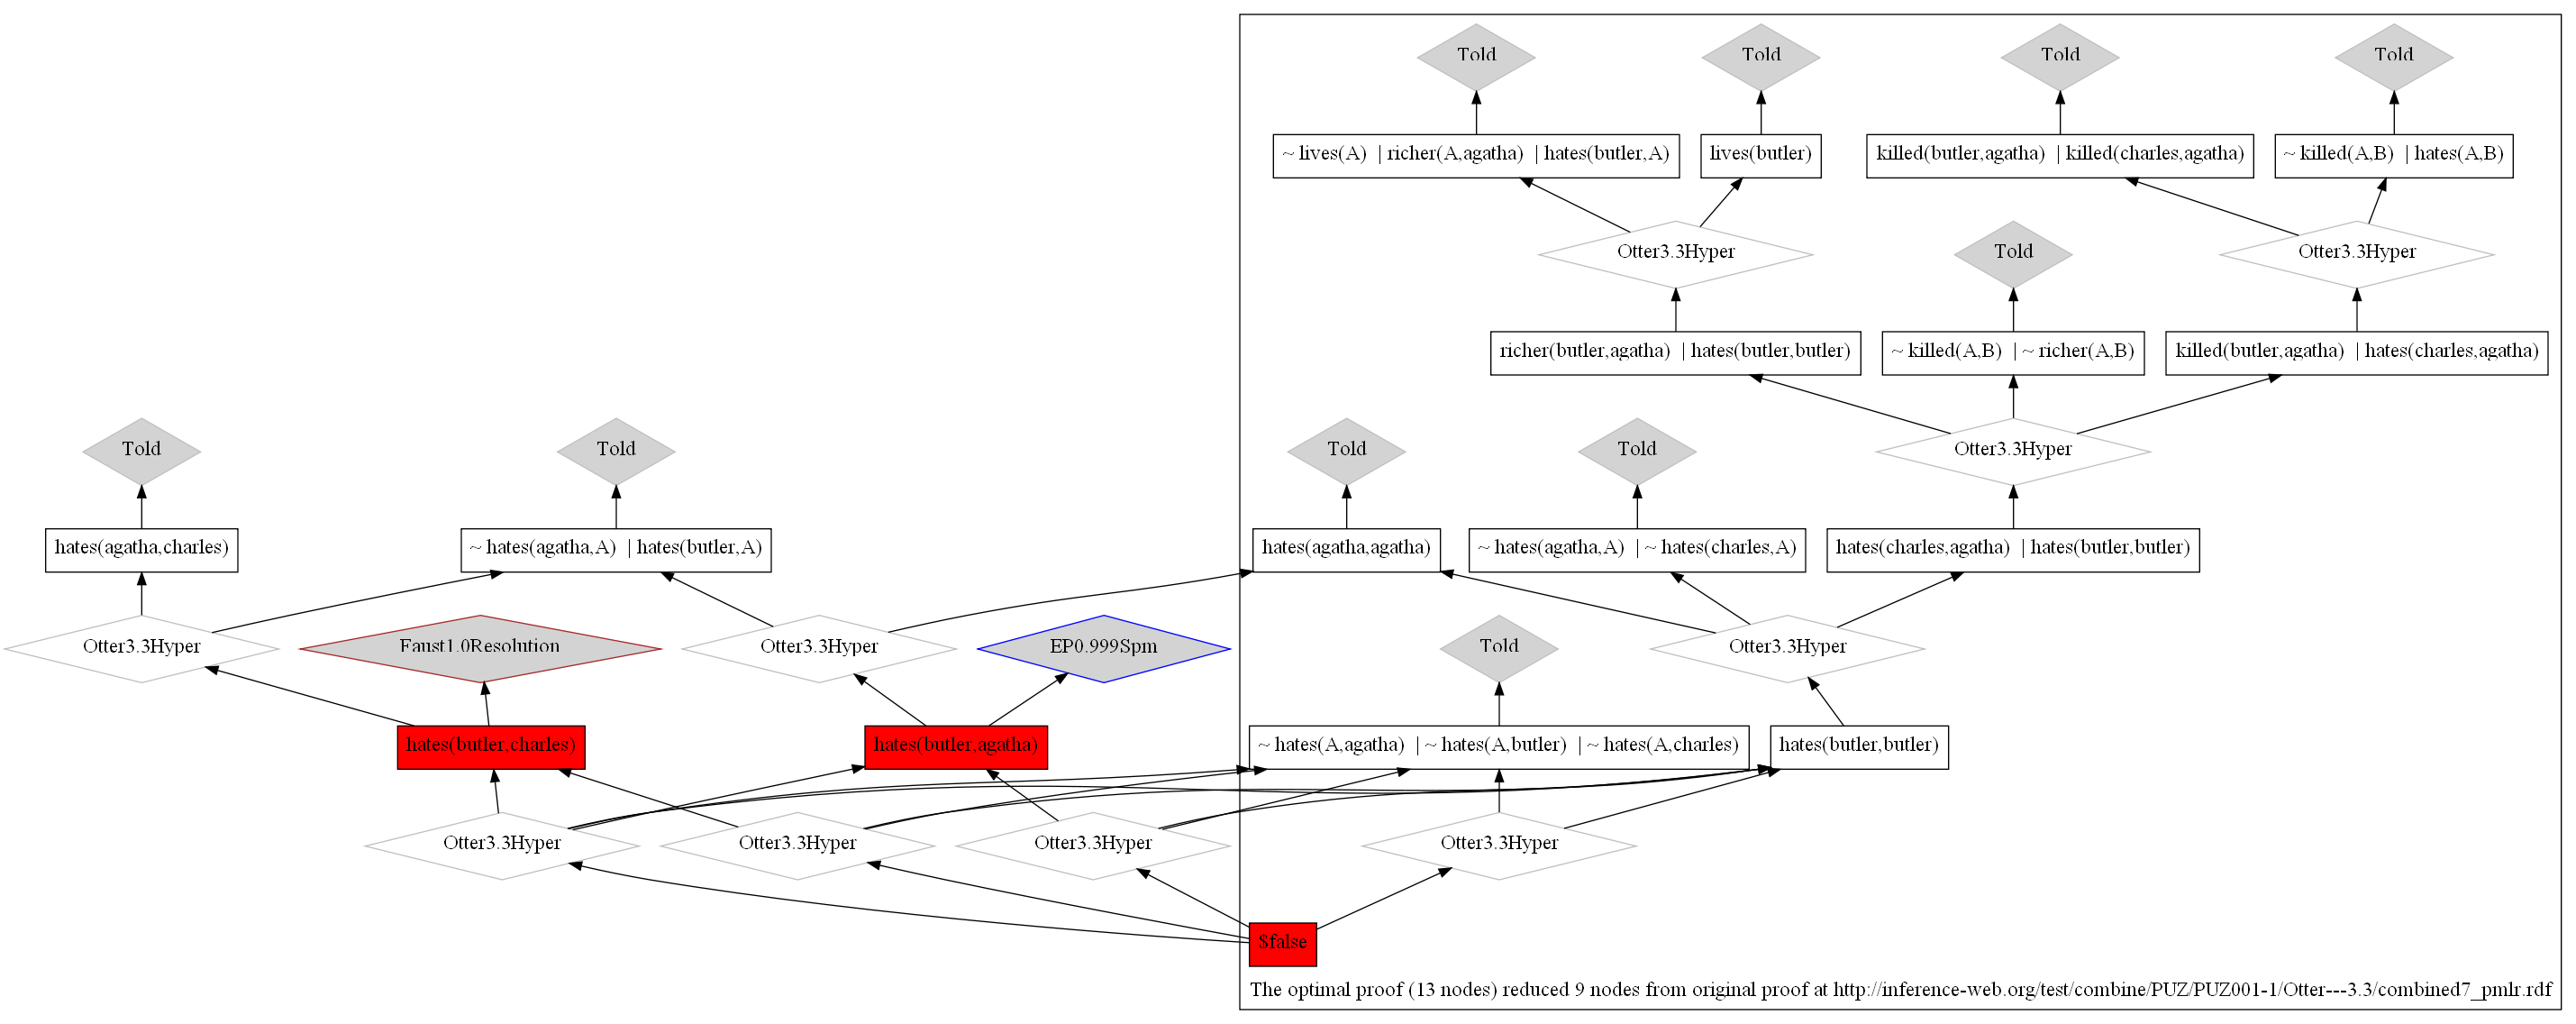 Told
Told
Told
Told
~ lives(A) | richer(A,agatha) | hates(butler,A)
lives(butler)
killed(butler,agatha) | killed(charles,agatha)
~ killed(A,B) | hates(A,B)
Otter3.3Hyper
Told
Otter3.3Hyper
richer(butler,agatha) | hates(butler,butler)
~ killed(A,B) | ~ richer(A,B)
killed(butler,agatha) | hates(charles,agatha)
Told
Told
Told
Told
Otter3.3Hyper
hates(agatha,charles)
~ hates(agatha,A) | hates(butler,A)
hates(agatha,agatha)
~ hates(agatha,A) | ~ hates(charles,A)
hates(charles,agatha) | hates(butler,butler)
Otter3.3Hyper
Faust1.0Resolution
Otter3.3Hyper
EP0.999Spm
Told
Otter3.3Hyper
hates(butler,charles)
hates(butler,agatha)
~ hates(A,agatha) | ~ hates(A,butler) | ~ hates(A,charles)
hates(butler,butler)
Otter3.3Hyper
Otter3.3Hyper
Otter3.3Hyper
Otter3.3Hyper
$false
The optimal proof (13 nodes) reduced 9 nodes from original proof at http://inference-web.org/test/combine/PUZ/PUZ001-1/Otter---3.3/combined7_pmlr.rdf